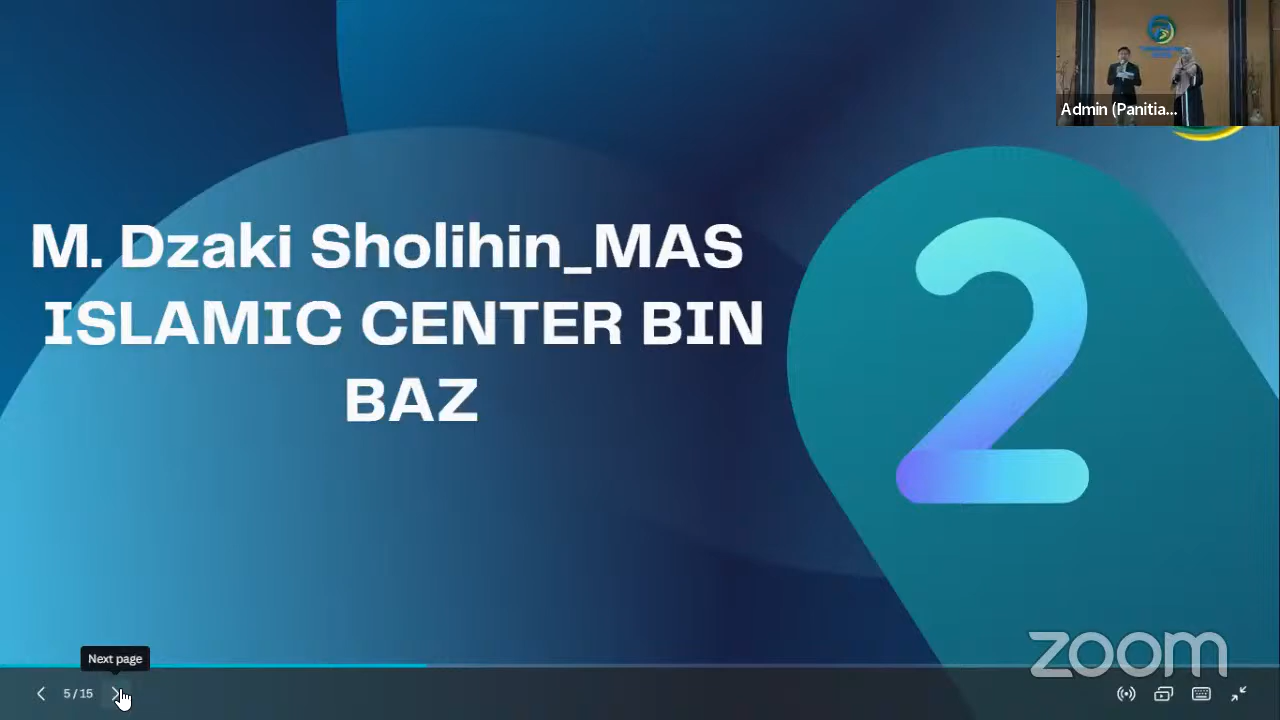 Admin (Panitia...
M. Dzaki Sholihin_MAS
ISLAMIC CENTER BIN
BAZ
2
Next page
5 / 15
zoom